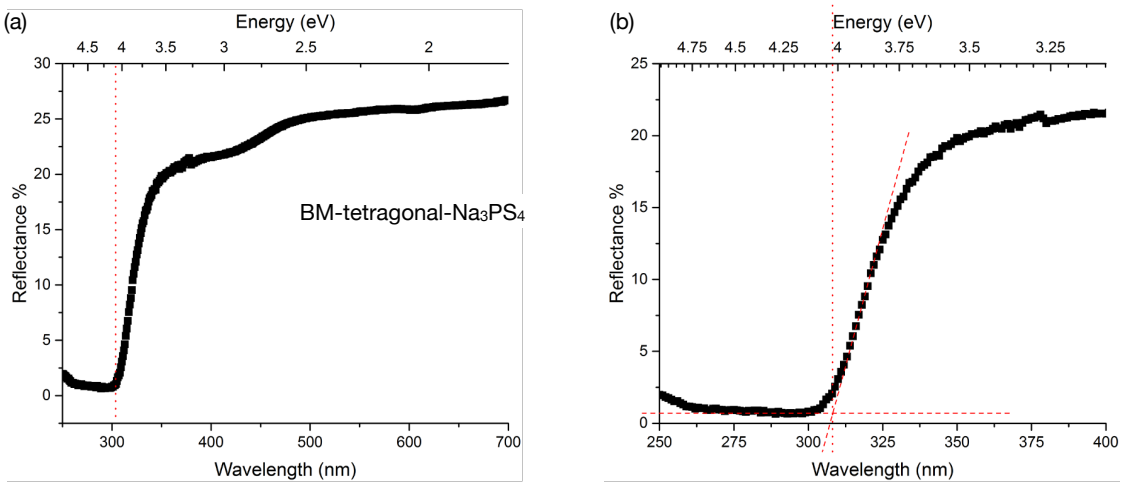 (a)
Energy (eV)
4.5 4 3.5 3 2.5 2
30
25
20
15
10
5
0
Reflectance %
BM-tetragonal-Na₃PS₄
300 400 500 600 700
Wavelength (nm)
(b)
Energy (eV)
4.75 4.5 4.25 4 3.75 3.5 3.25
25
20
15
10
5
0
Reflectance %
250 275 300 325 350 375 400
Wavelength (nm)